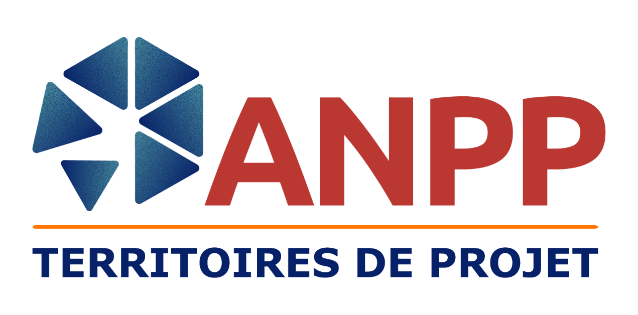 ANPP
TERRITOIRES DE PROJET